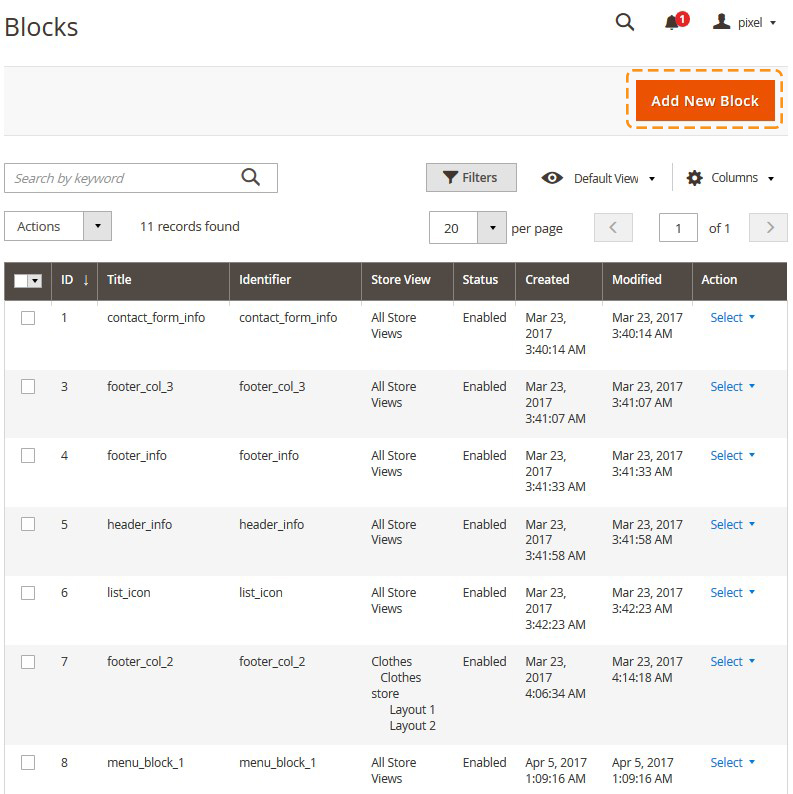 Blocks
1
pixel
Add New Block
Search by keyword
Filters
Default View
Columns
Actions
11 records found
20
per page
1
of 1
ID ↓ Title Identifier Store View Status Created Modified Action
1 contact_form_info contact_form_info All Store Enabled Mar 23, Mar 23, 2017 Select
Views 2017 3:40:14 AM
3:40:14 AM
3 footer_col_3 footer_col_3 All Store Enabled Mar 23, Mar 23, 2017 Select
Views 2017 3:41:07 AM
3:41:07 AM
4 footer_info footer_info All Store Enabled Mar 23, Mar 23, 2017 Select
Views 2017 3:41:33 AM
3:41:33 AM
5 header_info header_info All Store Enabled Mar 23, Mar 23, 2017 Select
Views 2017 3:41:58 AM
3:41:58 AM
6 list_icon list_icon All Store Enabled Mar 23, Mar 23, 2017 Select
Views 2017 3:42:23 AM
3:42:23 AM
7 footer_col_2 footer_col_2 Clothes Enabled Mar 23, Mar 23, 2017 Select
Clothes 2017 4:14:18 AM
store 4:06:34 AM
Layout 1
Layout 2
8 menu_block_1 menu_block_1 All Store Enabled Apr 5, 2017 Apr 5, 2017 Select
Views 1:09:16 AM 1:09:16 AM